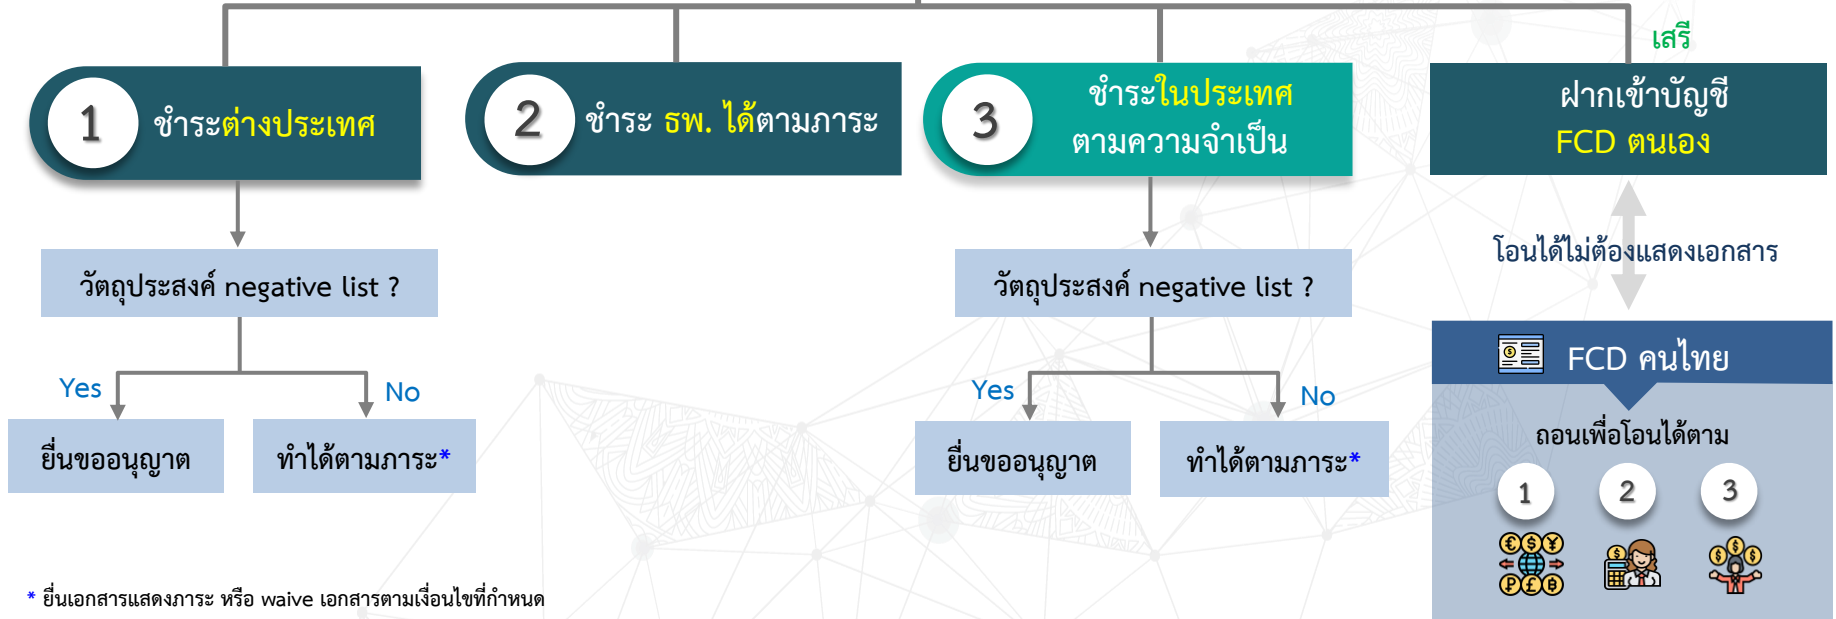 เสรี
1
ชำระต่างประเทศ
2
ชำระ ธพ. ได้ตามภาระ
3
ชำระในประเทศ
ตามความจำเป็น
ฝากเข้าบัญชี
FCD ตนเอง
วัตถุประสงค์ negative list ?
Yes
No
ยื่นขออนุญาต
ทำได้ตามภาระ*
วัตถุประสงค์ negative list ?
Yes
No
ยื่นขออนุญาต
ทำได้ตามภาระ*
โอนได้ไม่ต้องแสดงเอกสาร
FCD คนไทย
ถอนเพื่อโอนได้ตาม
1 2 3
* ยื่นเอกสารแสดงภาระ หรือ waive เอกสารตามเงื่อนไขที่กำหนด